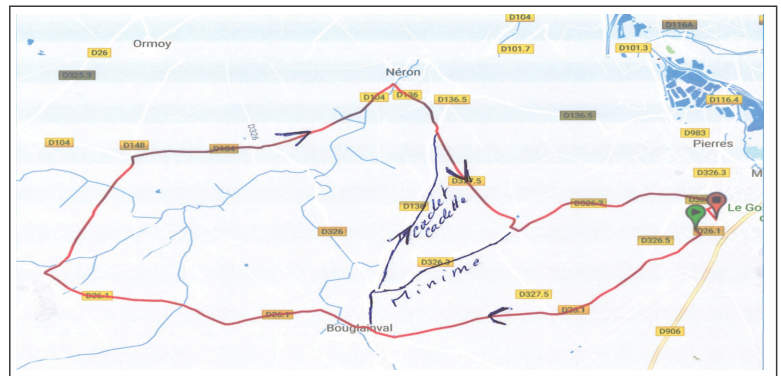 D104
D116A
D26
Ormoy
D101.7
D101.3
D325.3
Néron
D104
D136
D136.5
D116.4
D136.5
D326
D104
D148
D104
D983
Pierres
D326.3
M
D327.5
Cadet
Cadette
D136
D326.3
Le Go
D26.1
D326
D326.5
D326.3
Minime
D26.1
D327.5
D26.1
D26.1
Bouglainval
D906